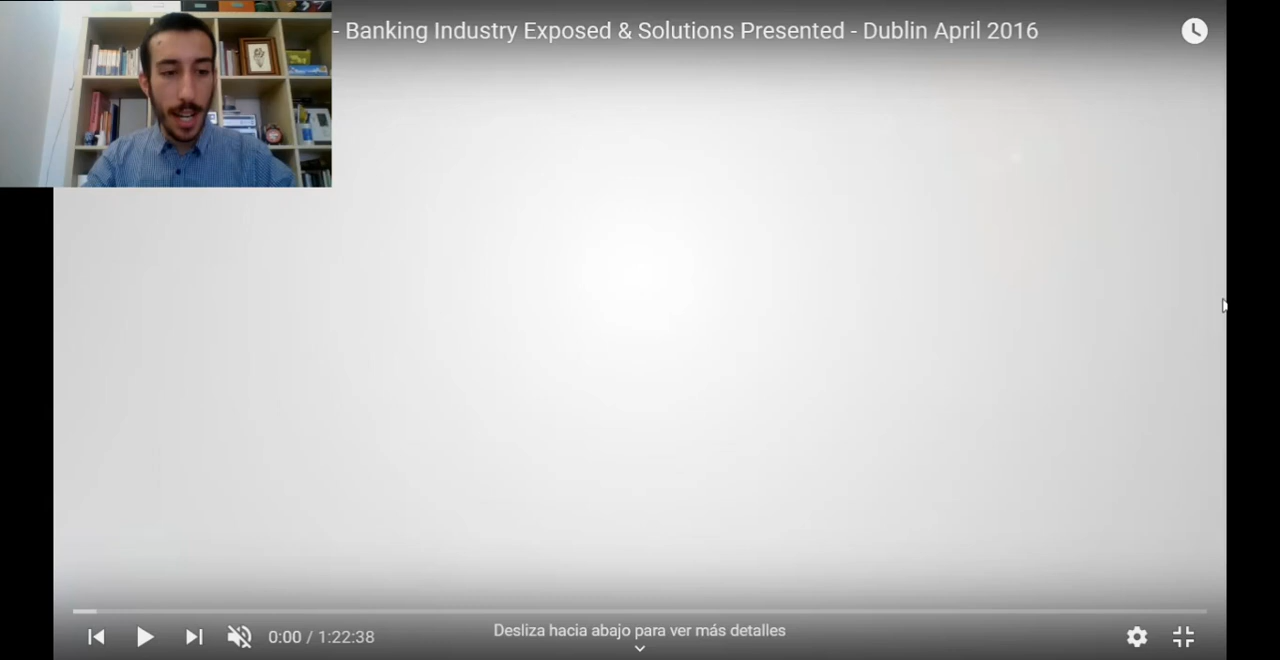 - Banking Industry Exposed & Solutions Presented - Dublin April 2016
0:00 / 1:22:38
Desliza hacia abajo para ver más detalles